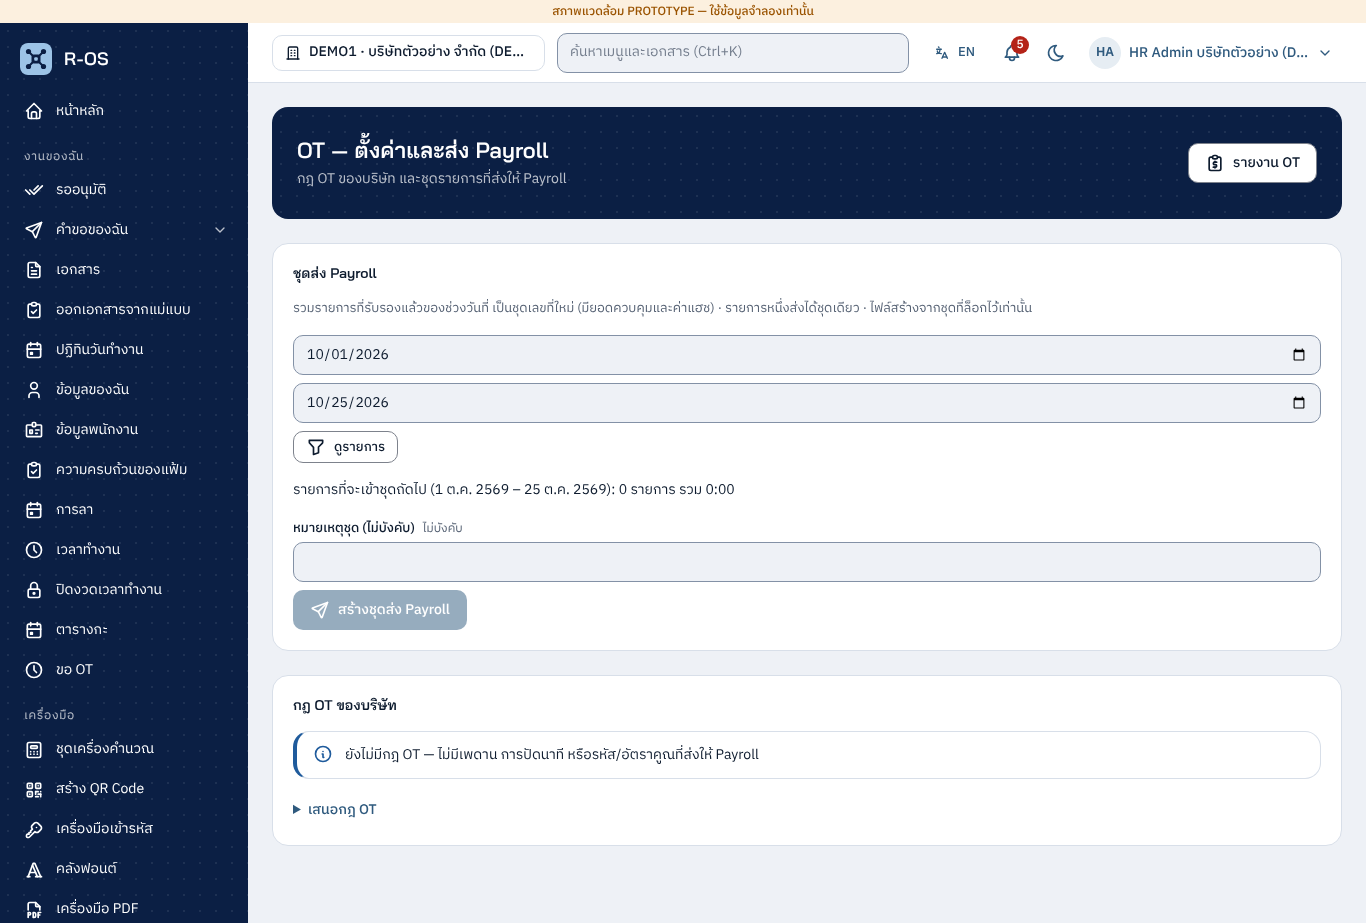 สภาพแวดล้อม PROTOTYPE — ใช้ข้อมูลจำลองเท่านั้น
R-OS
หน้าหลัก
งานของฉัน
รออนุมัติ
คำขอของฉัน
เอกสาร
ออกเอกสารจากแม่แบบ
ปฏิทินวันทำงาน
ข้อมูลของฉัน
ข้อมูลพนักงาน
ความครบถ้วนของแฟ้ม
การลา
เวลาทำงาน
ปิดงวดเวลาทำงาน
ตารางกะ
ขอ OT
เครื่องมือ
ชุดเครื่องคำนวณ
สร้าง QR Code
เครื่องมือเข้ารหัส
คลังฟอนต์
เครื่องมือ PDF
DEMO1 · บริษัทตัวอย่าง จำกัด (DE...
ค้นหาเมนูและเอกสาร (Ctrl+K)
EN
5
HA
HR Admin บริษัทตัวอย่าง (D...
OT — ตั้งค่าและส่ง Payroll
กฎ OT ของบริษัท และชุดรายการที่ส่งให้ Payroll
รายงาน OT
ชุดส่ง Payroll
รวมรายการที่รับรองแล้วของช่วงวันที่ เป็นชุดเลขที่ใหม่ (มียอดควบคุมและค่าแฮช) · รายการหนึ่งส่งได้ชุดเดียว · ไฟล์สร้างจากชุดที่ล็อกไว้เท่านั้น
10/01/2026
10/25/2026
ดูรายการ
รายการที่จะเข้าชุดถัดไป (1 ต.ค. 2569 – 25 ต.ค. 2569): 0 รายการ รวม 0:00
หมายเหตุชุด (ไม่บังคับ) ไม่บังคับ
สร้างชุดส่ง Payroll
กฎ OT ของบริษัท
ยังไม่มีกฎ OT — ไม่มีเพดาน การปัดนาที หรือรหัส/อัตราคูณที่ส่งให้ Payroll
เสนอกฎ OT